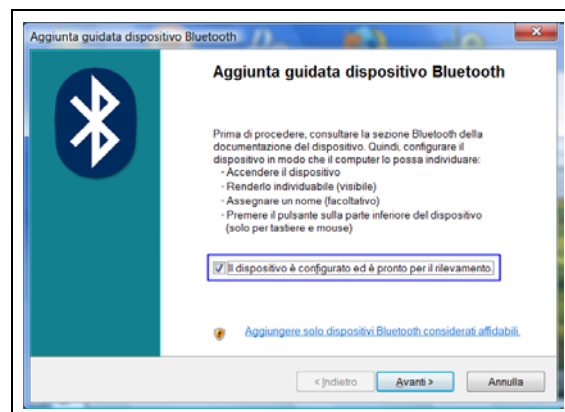 Aggiunta guidata dispositivo Bluetooth
Aggiunta guidata dispositivo Bluetooth
Prima di procedere, consultare la sezione Bluetooth della
documentazione del dispositivo. Quindi, configurare il
dispositivo in modo che il computer lo possa individuare:
- Accendere il dispositivo
- Renderlo individuabile (visibile)
- Assegnare un nome (facoltativo)
- Premere il pulsante sulla parte inferiore del dispositivo
(solo per tastiere e mouse)
Il dispositivo è configurato ed è pronto per il rilevamento.
Aggiungere solo dispositivi Bluetooth considerati affidabili.
< Indietro
Avanti >
Annulla